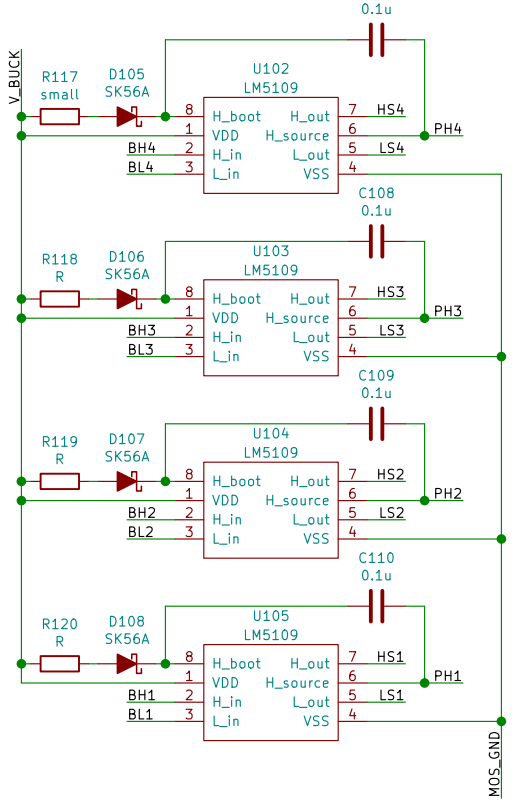 0.1u
V_BUCK
R117
small
D105
SK56A
U102
LM5109
8 H_boot H_out 7 HS4
1 VDD H_source 6 PH4
BH4 2 H_in L_out 5 LS4
BL4 3 L_in VSS 4
C108
0.1u
R118
R
D106
SK56A
U103
LM5109
8 H_boot H_out 7 HS3
1 VDD H_source 6 PH3
BH3 2 H_in L_out 5 LS3
BL3 3 L_in VSS 4
C109
0.1u
R119
R
D107
SK56A
U104
LM5109
8 H_boot H_out 7 HS2
1 VDD H_source 6 PH2
BH2 2 H_in L_out 5 LS2
BL2 3 L_in VSS 4
C110
0.1u
R120
R
D108
SK56A
U105
LM5109
8 H_boot H_out 7 HS1
1 VDD H_source 6 PH1
BH1 2 H_in L_out 5 LS1
BL1 3 L_in VSS 4
MOS_GND